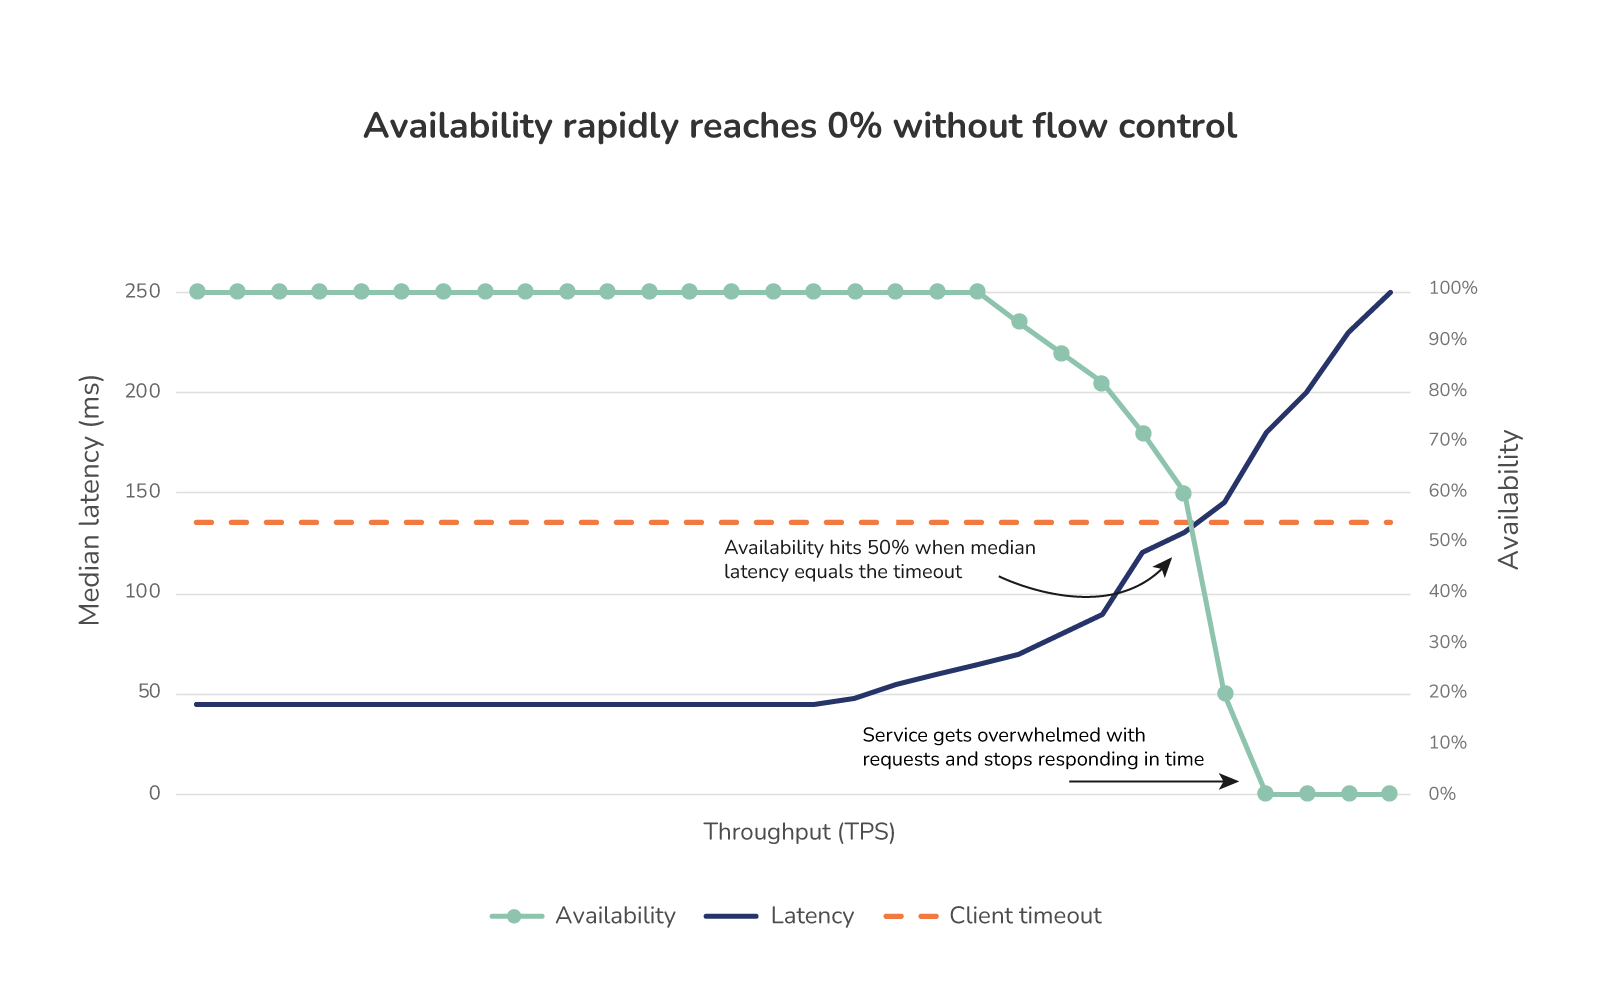 Availability rapidly reaches 0% without flow control
250
200
150
100
50
0
Median latency (ms)
100%
90%
80%
70%
60%
50%
40%
30%
20%
10%
0%
Availability
Availability hits 50% when median
latency equals the timeout
Service gets overwhelmed with
requests and stops responding in time
Throughput (TPS)
Availability
Latency
Client timeout